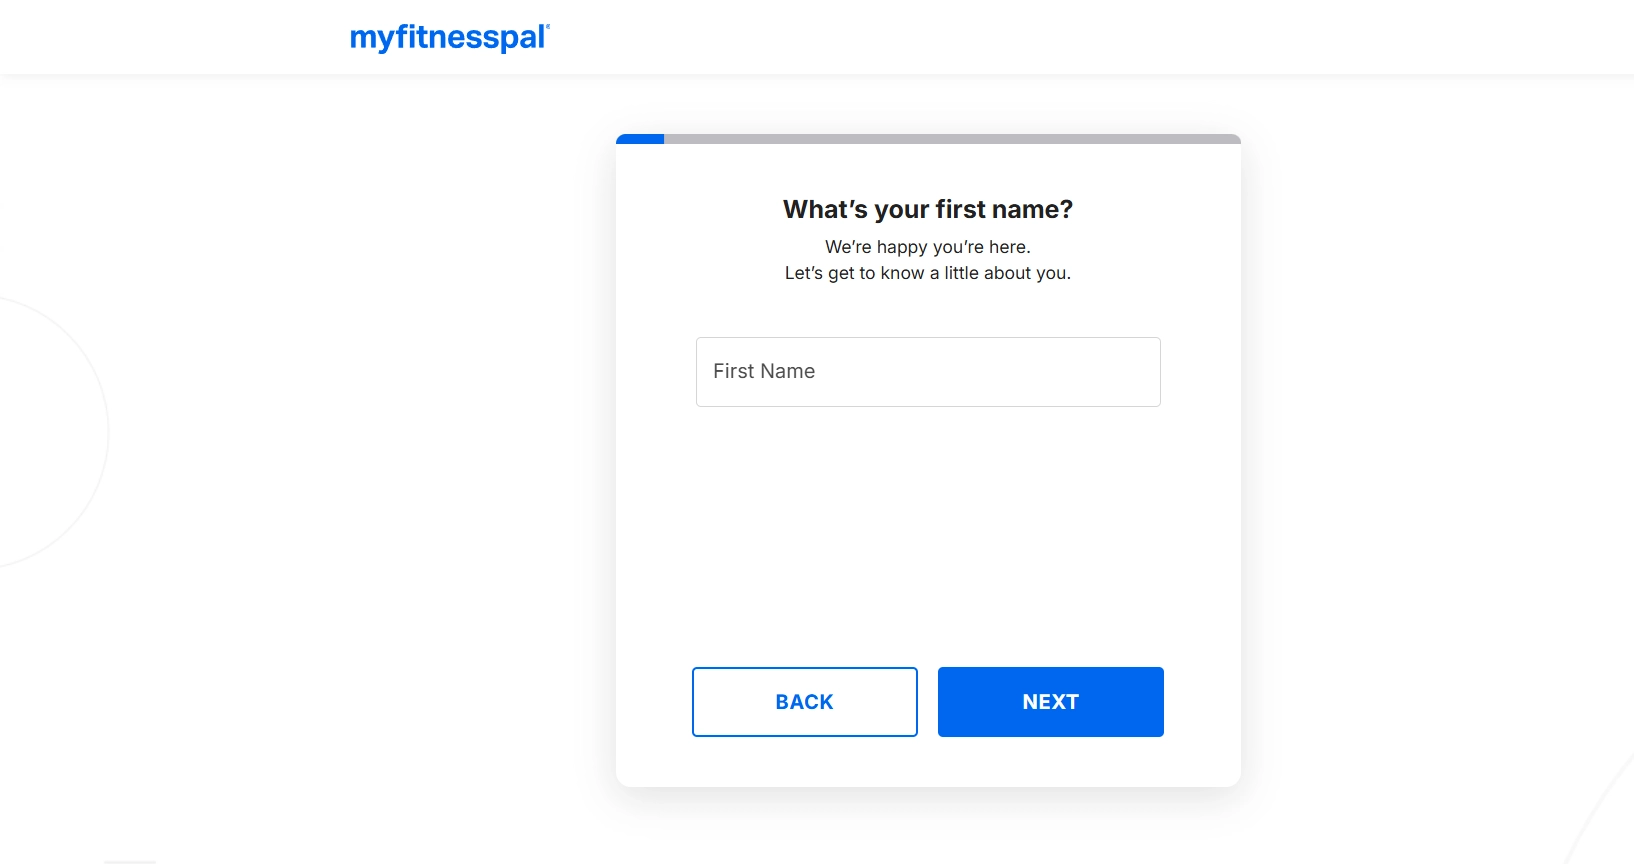 myfitnesspal
What’s your first name?
We’re happy you’re here.
Let’s get to know a little about you.
First Name
BACK
NEXT